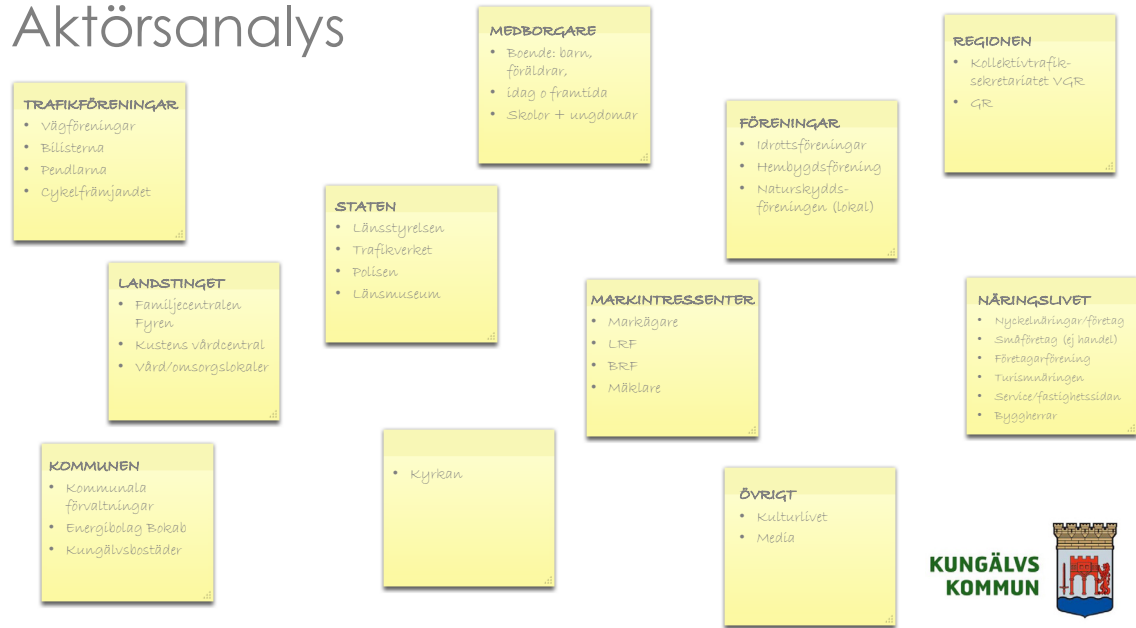 Aktörsanalys
MEDBORGARE
• Boende: barn,
föräldrar,
• idag o framtida
• Skolor + ungdomar
REGIONEN
• Kollektivtrafik-
sekretariatet VGR
• GR
TRAFIKFÖRENINGAR
• Vägföreningar
• Bilisterna
• Pendlarna
• Cykelfrämjandet
FÖRENINGAR
• Idrottsföreningar
• Hembygdsförening
• Naturskydds-
föreningen (lokal)
STATEN
• Länsstyrelsen
• Trafikverket
• Polisen
• Länsmuseum
LANDSTINGET
• Familjecentralen
Fyren
• Kustens vårdcentral
• Vård/omsorgslokaler
MARKINTRESSENTER
• Markägare
• LRF
• BRF
• Mäklare
NÄRINGSLIVET
• Nyckelnäringar/företag
• Småföretag (ej handel)
• Företagarförening
• Turismnäringen
• Service/fastighetssidan
• Byggherrar
KOMMUNEN
• Kommunala
förvaltningar
• Energibolag Bokab
• Kungälvsbostäder
• Kyrkan
ÖVRIGT
• Kulturlivet
• Media
KUNGÄLVS
KOMMUN